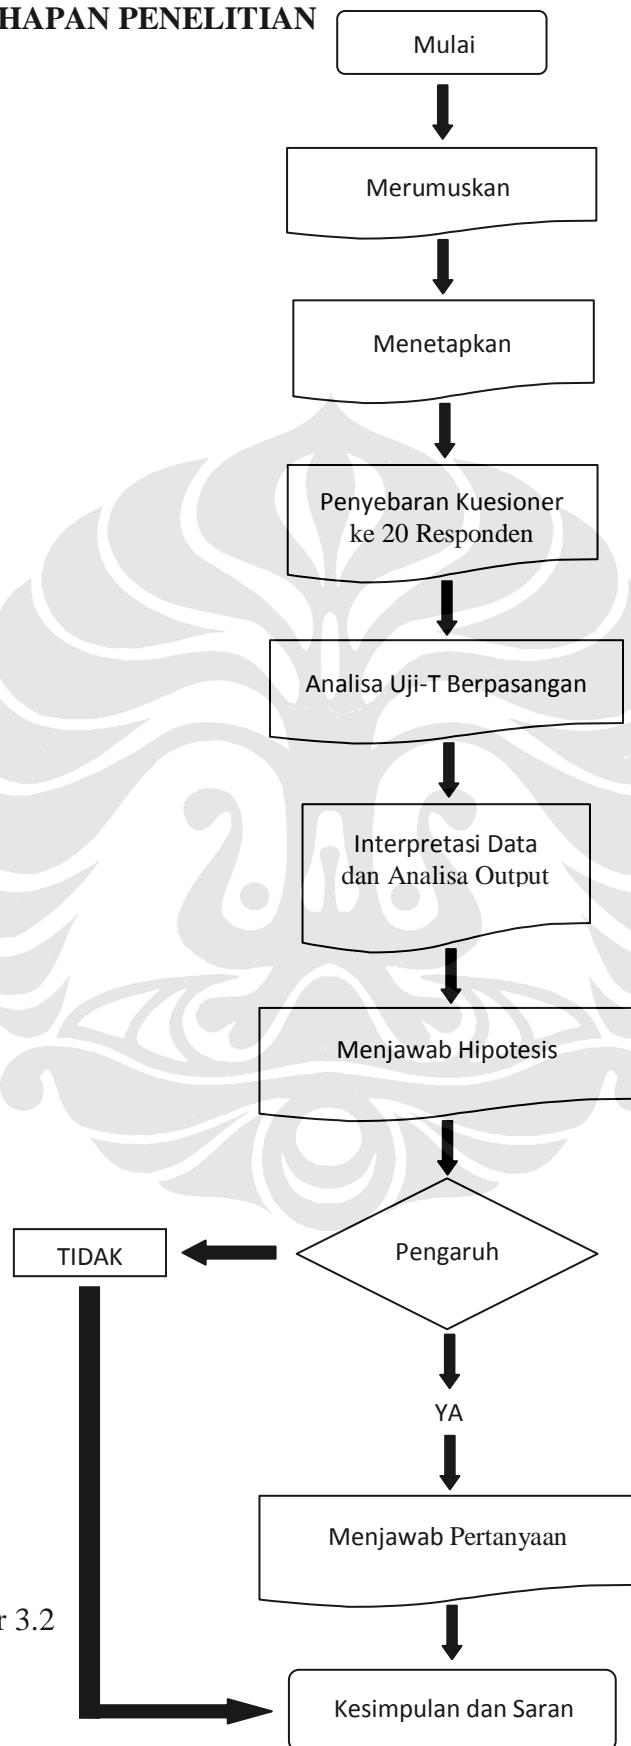 HAPAN PENELITIAN
Mulai
Merumuskan
Menetapkan
Penyebaran Kuesioner
ke 20 Responden
Analisa Uji-T Berpasangan
Interpretasi Data
dan Analisa Output
Menjawab Hipotesis
Pengaruh
TIDAK
YA
Menjawab Pertanyaan
r 3.2
Kesimpulan dan Saran